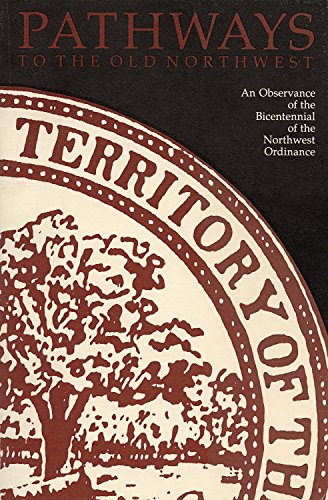 PATHWAYS
TO THE OLD NORTHWEST
An Observance
of the
Bicentennial
of the
Northwest
Ordinance
TERRITORY OF TH